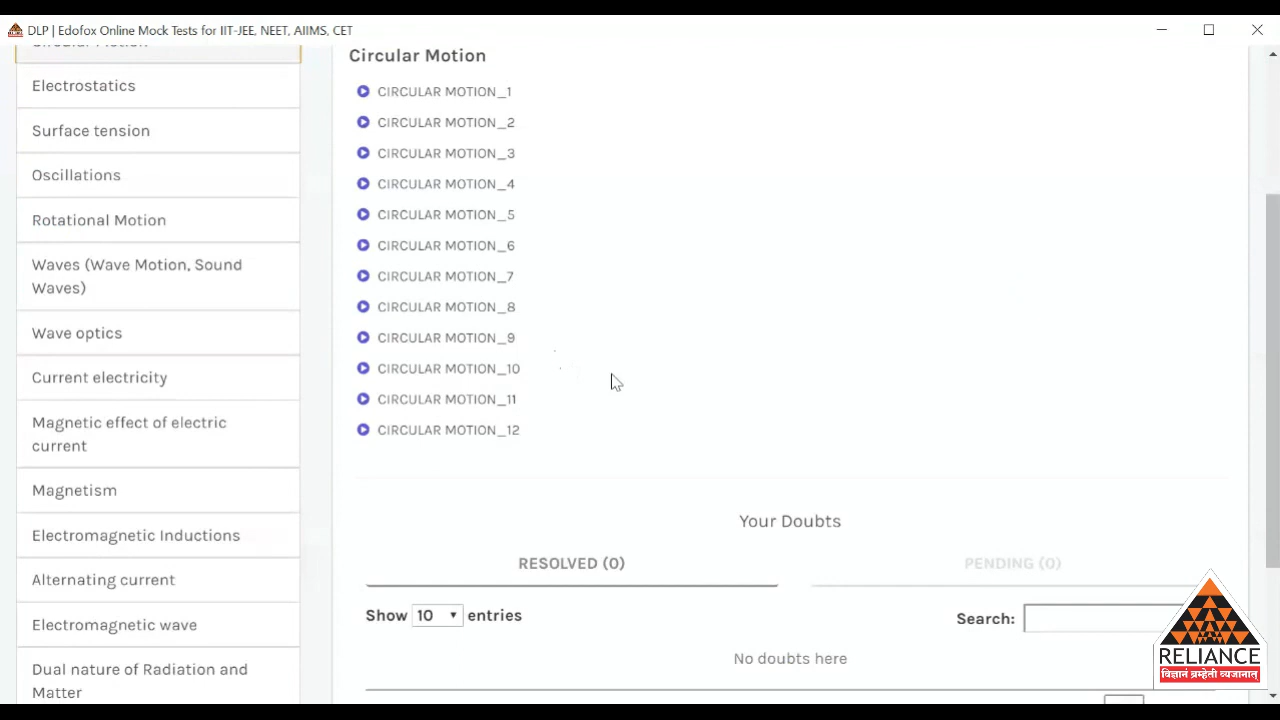 DLP | Edofox Online Mock Tests for IIT-JEE, NEET, AIIMS, CET
Circular Motion
Electrostatics
Surface tension
Oscillations
Rotational Motion
Waves (Wave Motion, Sound
Waves)
Wave optics
Current electricity
Magnetic effect of electric
current
Magnetism
Electromagnetic Inductions
Alternating current
Electromagnetic wave
Dual nature of Radiation and
Matter
Circular Motion
CIRCULAR MOTION_1
CIRCULAR MOTION_2
CIRCULAR MOTION_3
CIRCULAR MOTION_4
CIRCULAR MOTION_5
CIRCULAR MOTION_6
CIRCULAR MOTION_7
CIRCULAR MOTION_8
CIRCULAR MOTION_9
CIRCULAR MOTION_10
CIRCULAR MOTION_11
CIRCULAR MOTION_12
Your Doubts
RESOLVED (0)
PENDING (0)
Show 10 entries
Search:
No doubts here
RELIANCE
विज्ञानं ब्रम्हेती व्यजानात्